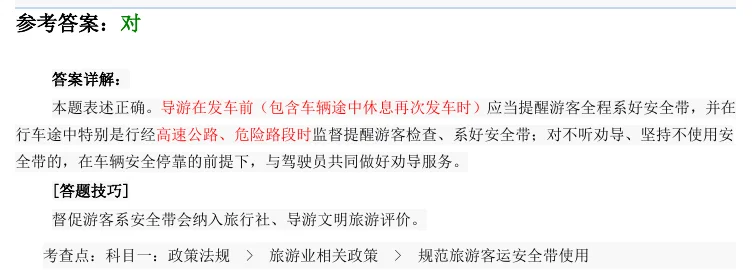 参考答案：对
答案详解：
本题表述正确。导游在发车前（包含车辆途中休息再次发车时）应当提醒游客全程系好安全带，并在
行车途中特别是行经高速公路、危险路段时监督提醒游客检查、系好安全带；对不听劝导、坚持不使用安
全带的，在车辆安全停靠的前提下，与驾驶员共同做好劝导服务。
[答题技巧]
督促游客系安全带会纳入旅行社、导游文明旅游评价。
考查点：科目一：政策法规 > 旅游业相关政策 > 规范旅游客运安全带使用